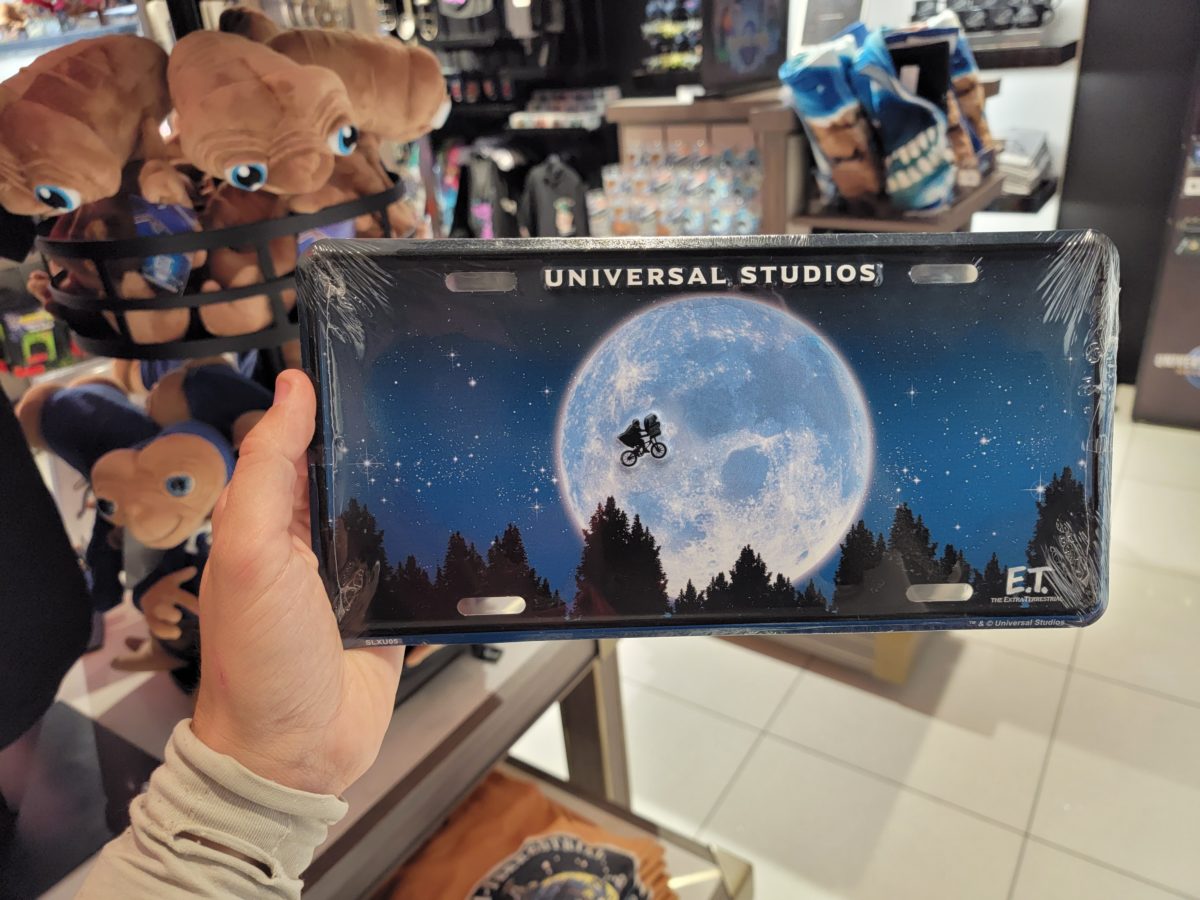 UNIVERSAL STUDIOS
E.T.
THE EXTRA-TERRESTRIAL
SLXU05
™ & © Universal Studios